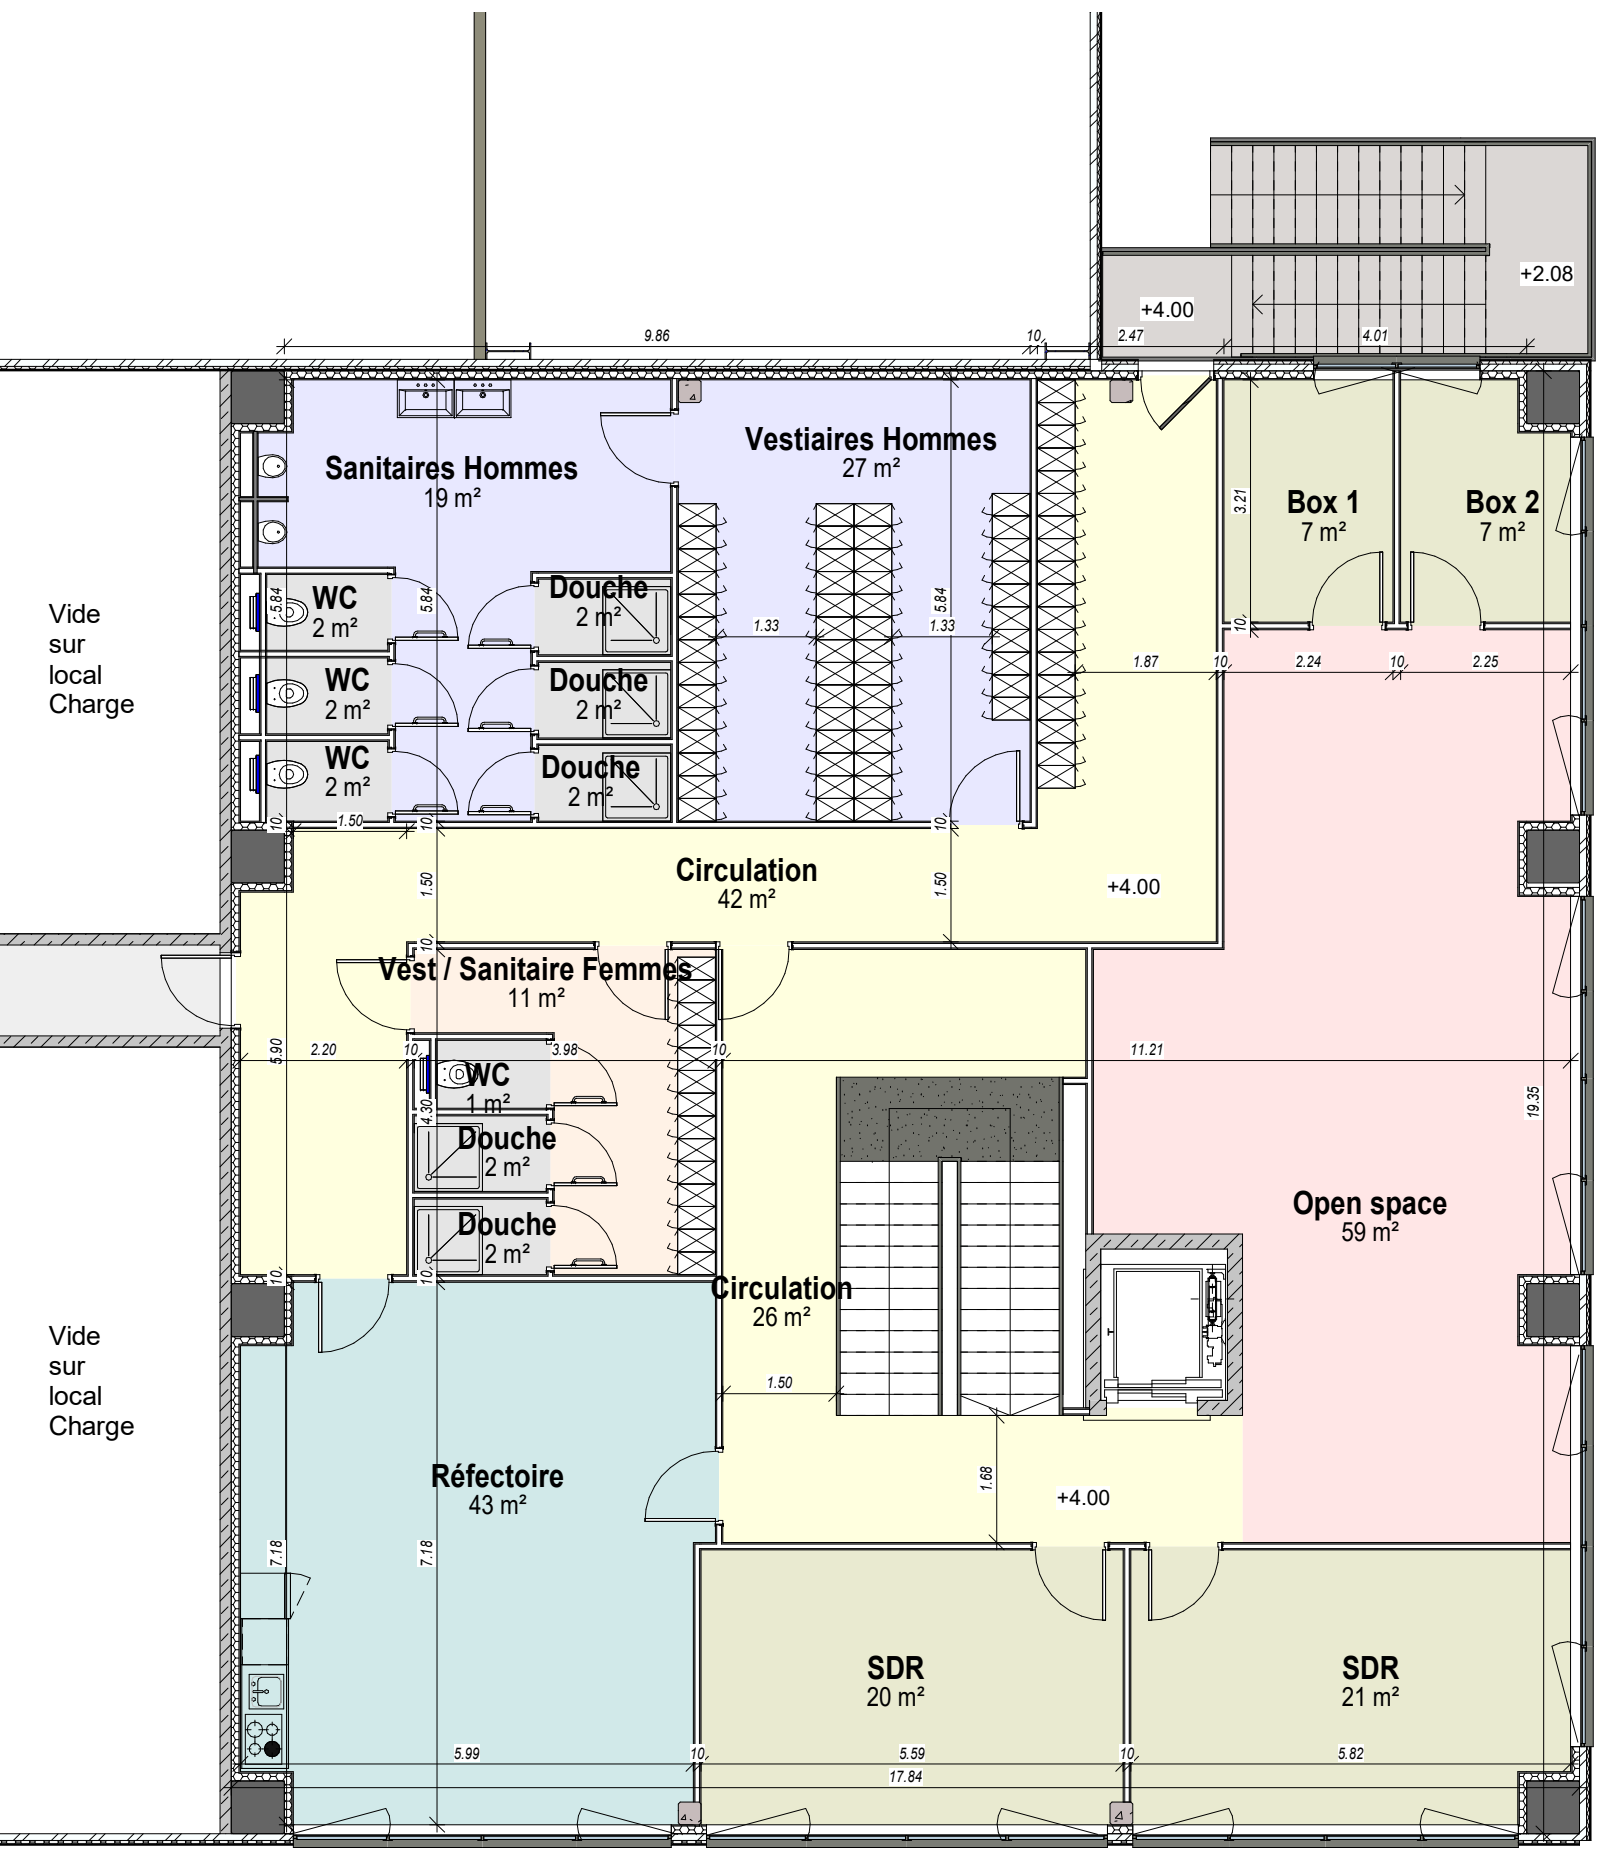 +2.08
+4.00
9.86
10
2.47
4.01
Vestiaires Hommes
27 m²
Sanitaires Hommes
19 m²
3.21
Box 1
7 m²
Box 2
7 m²
Vide
sur
local
Charge
5.84
WC
2 m²
5.84
Douche
2 m²
5.84
1.33
1.33
10
1.87
10
2.24
10
2.25
WC
2 m²
Douche
2 m²
WC
2 m²
Douche
2 m²
10
1.50
10
10
Circulation
42 m²
1.50
1.50
+4.00
10
Vest / Sanitaire Femmes
11 m²
5.90
2.20
10
3.98
10
11.21
WC
1 m²
4.30
19.35
Douche
2 m²
Open space
59 m²
Douche
2 m²
10
10
Circulation
26 m²
Vide
sur
local
Charge
1.50
Réfectoire
43 m²
1.68
+4.00
7.18
7.18
SDR
20 m²
SDR
21 m²
5.99
10
5.59
10
5.82
17.84